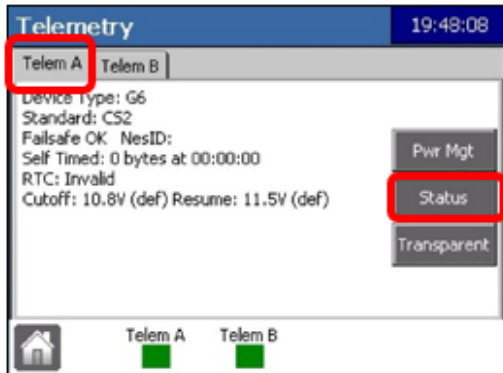 Telemetry 19:48:08
Telem A Telem B
Device Type: G6
Standard: CS2
Failsafe OK NesID:
Self Timed: 0 bytes at 00:00:00
RTC: Invalid
Cutoff: 10.8V (def) Resume: 11.5V (def)
Pwr Mgt
Status
Transparent
Telem A Telem B